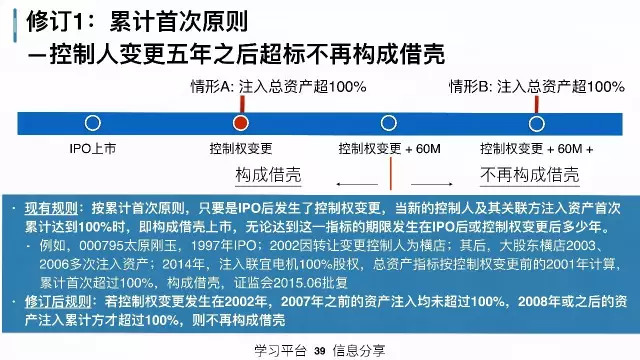 修订1：累计首次原则
—控制人变更五年之后超标不再构成借壳
情形A: 注入总资产超100%
情形B: 注入总资产超100%
IPO上市
控制权变更
控制权变更 + 60M
控制权变更 + 60M +
构成借壳
不再构成借壳
• 现有规则：按累计首次原则，只要是IPO后发生了控制权变更，当新的控制人及其关联方注入资产首次
累计达到100%时，即构成借壳上市，无论达到这一指标的期限发生在IPO后或控制权变更后多少年。
• 例如，000795太原刚玉，1997年IPO；2002因转让变更控制人为横店；其后，大股东横店2003、
2006多次注入资产；2014年，注入联宜电机100%股权，总资产指标按控制权变更前的2001年计算，
累计首次超过100%，构成借壳，证监会2015.06批复
• 修订后规则：若控制权变更发生在2002年，2007年之前的资产注入均未超过100%，2008年或之后的资
产注入累计方才超过100%，则不再构成借壳
学习平台 39 信息分享